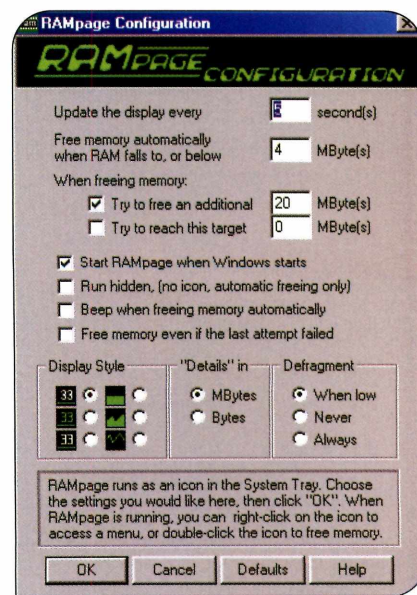 RAMpage Configuration
RAMPAGE
CONFIGURATION
Update the display every 5 second(s)
Free memory automatically
when RAM falls to, or below 4 MByte(s)
When freeing memory:
Try to free an additional 20 MByte(s)
Try to reach this target 0 MByte(s)
Start RAMpage when Windows starts
Run hidden, (no icon, automatic freeing only)
Beep when freeing memory automatically
Free memory even if the last attempt failed
Display Style
33
33
33
"Details" in
MBytes
Bytes
Defragment
When low
Never
Always
RAMpage runs as an icon in the System Tray. Choose
the settings you would like here, then click "OK". When
RAMpage is running, you can right-click on the icon to
access a menu, or double-click the icon to free memory.
OK Cancel Defaults Help